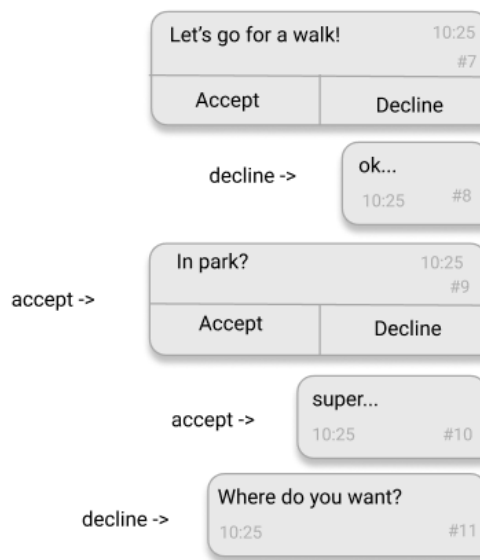 Let's go for a walk! 10:25
#7
Accept Decline
decline -> ok...
10:25 #8
In park? 10:25
#9
accept ->
Accept Decline
super...
accept ->
10:25 #10
Where do you want?
decline ->
10:25 #11